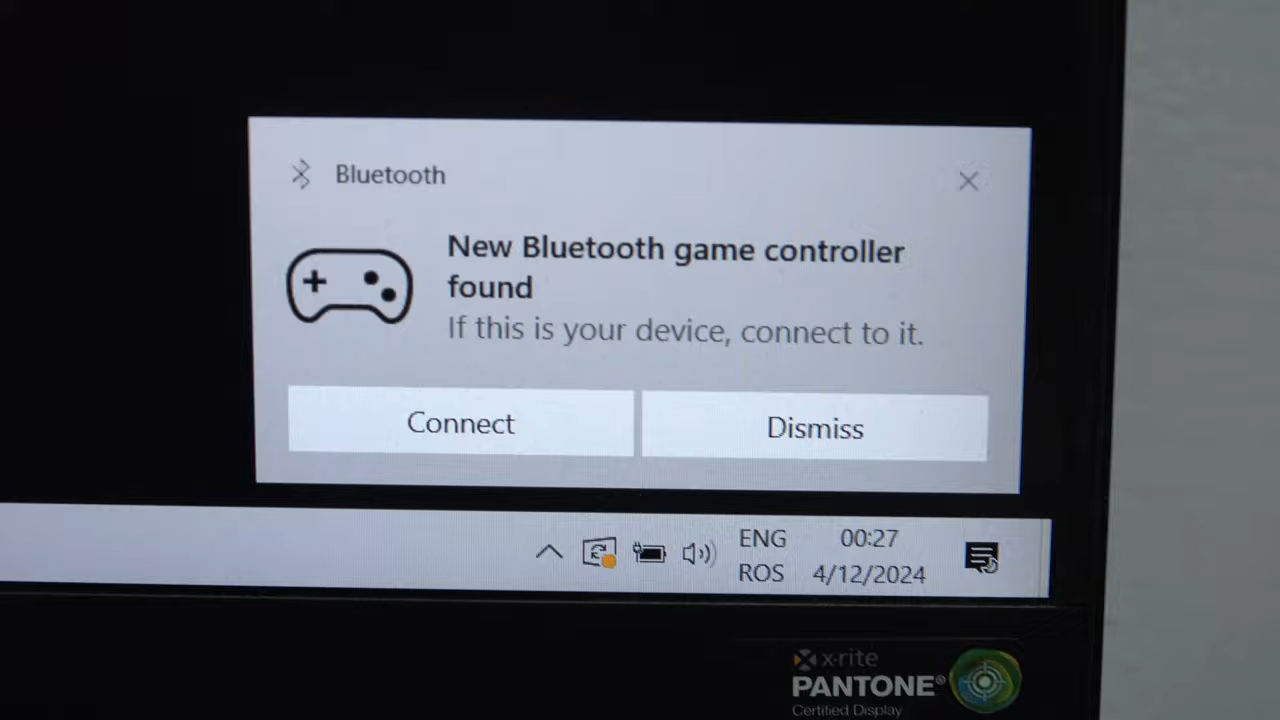 Bluetooth
New Bluetooth game controller
found
If this is your device, connect to it.
Connect
Dismiss
ENG
00:27
ROS
4/12/2024
x·rite
PANTONE®
Certified Display